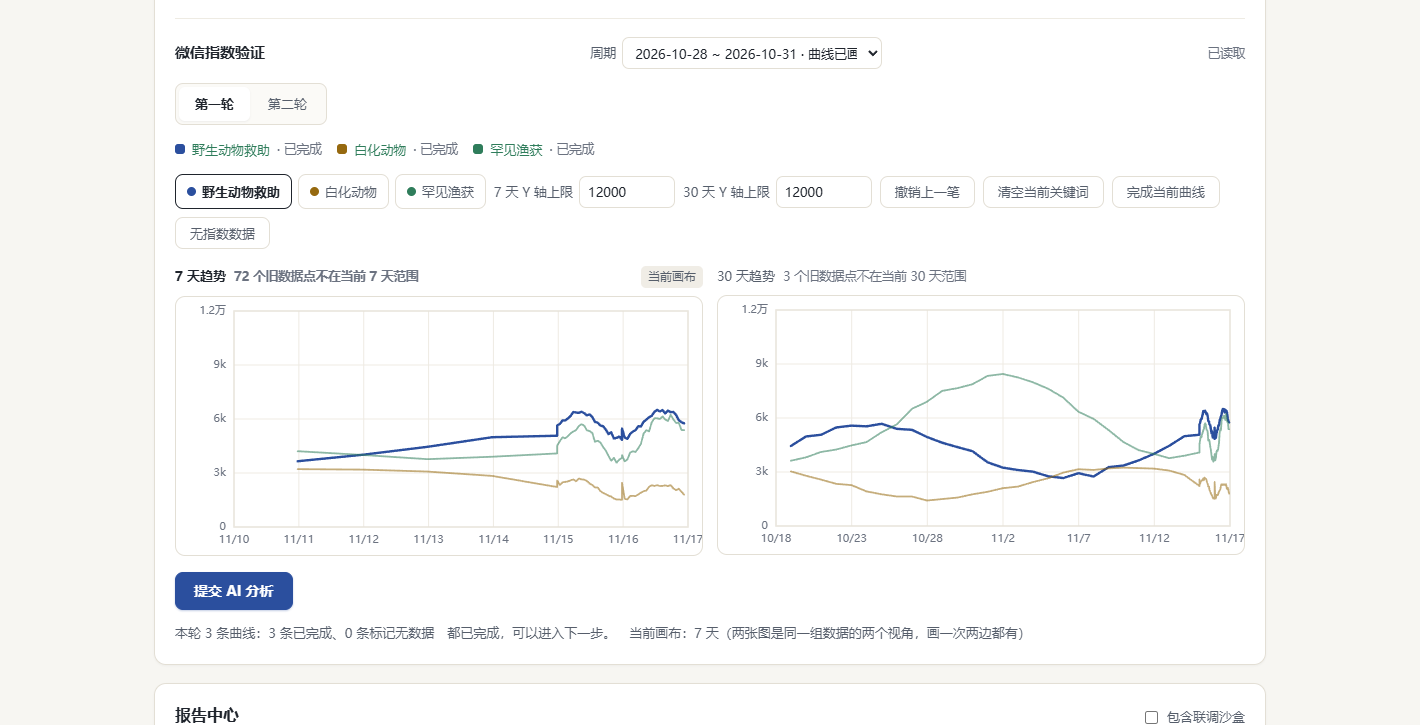 微信指数验证
周期
2026-10-28 ~ 2026-10-31 · 曲线已画
已读取
第一轮
第二轮
野生动物救助 · 已完成
白化动物 · 已完成
罕见渔获 · 已完成
野生动物救助
白化动物
罕见渔获
7 天 Y 轴上限
12000
30 天 Y 轴上限
12000
撤销上一笔
清空当前关键词
完成当前曲线
无指数数据
7 天趋势 72 个旧数据点不在当前 7 天范围
当前画布
30 天趋势 3 个旧数据点不在当前 30 天范围
1.2万
9k
6k
3k
0
11/10
11/11
11/12
11/13
11/14
11/15
11/16
11/17
1.2万
9k
6k
3k
0
10/18
10/23
10/28
11/2
11/7
11/12
11/17
提交 AI 分析
本轮 3 条曲线：3 条已完成、0 条标记无数据 都已完成，可以进入下一步。 当前画布：7 天（两张图是同一组数据的两个视角，画一次两边都有）
报告中心
包含联调沙盒